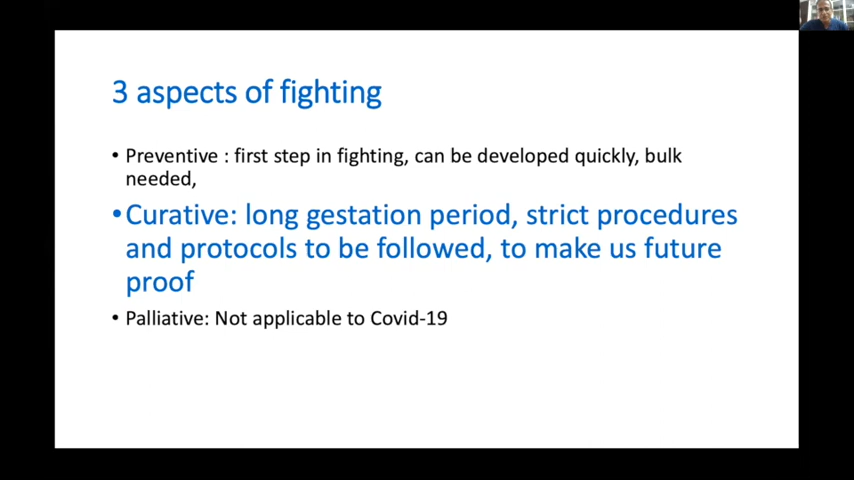 3 aspects of fighting
• Preventive : first step in fighting, can be developed quickly, bulk
needed,
• Curative: long gestation period, strict procedures
and protocols to be followed, to make us future
proof
• Palliative: Not applicable to Covid-19